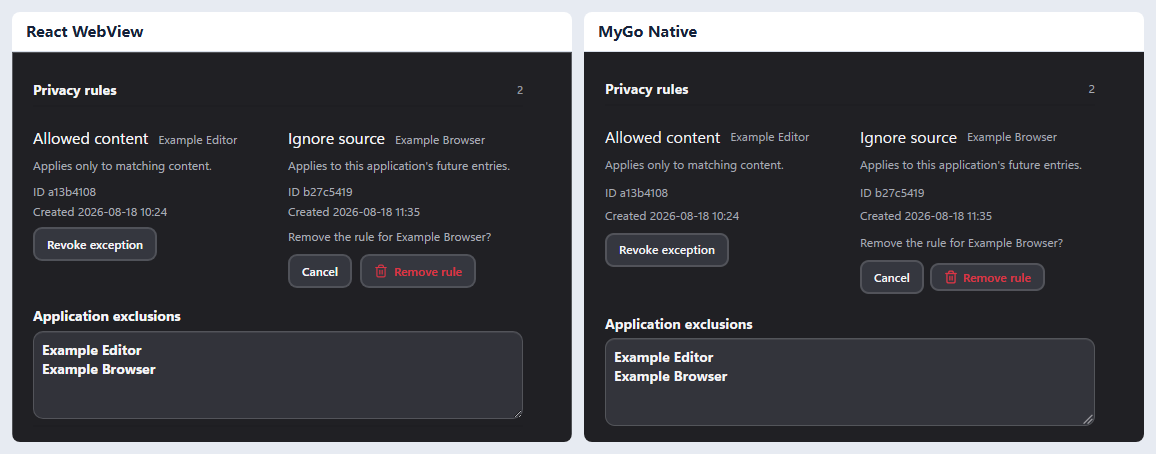 React WebView
Privacy rules 2
Allowed content Example Editor
Applies only to matching content.
ID a13b4108
Created 2026-08-18 10:24
Revoke exception
Ignore source Example Browser
Applies to this application's future entries.
ID b27c5419
Created 2026-08-18 11:35
Remove the rule for Example Browser?
Cancel Remove rule
Application exclusions
Example Editor
Example Browser
MyGo Native
Privacy rules 2
Allowed content Example Editor
Applies only to matching content.
ID a13b4108
Created 2026-08-18 10:24
Revoke exception
Ignore source Example Browser
Applies to this application's future entries.
ID b27c5419
Created 2026-08-18 11:35
Remove the rule for Example Browser?
Cancel Remove rule
Application exclusions
Example Editor
Example Browser